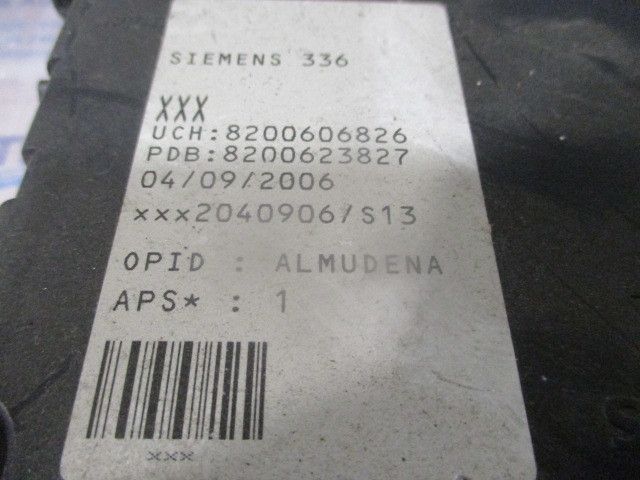 SIEMENS 336
XXX
UCH:8200606826
PDB:8200623827
04/09/2006
xxx2040906/S13
OPID : ALMUDENA
APS* : 1
xxx